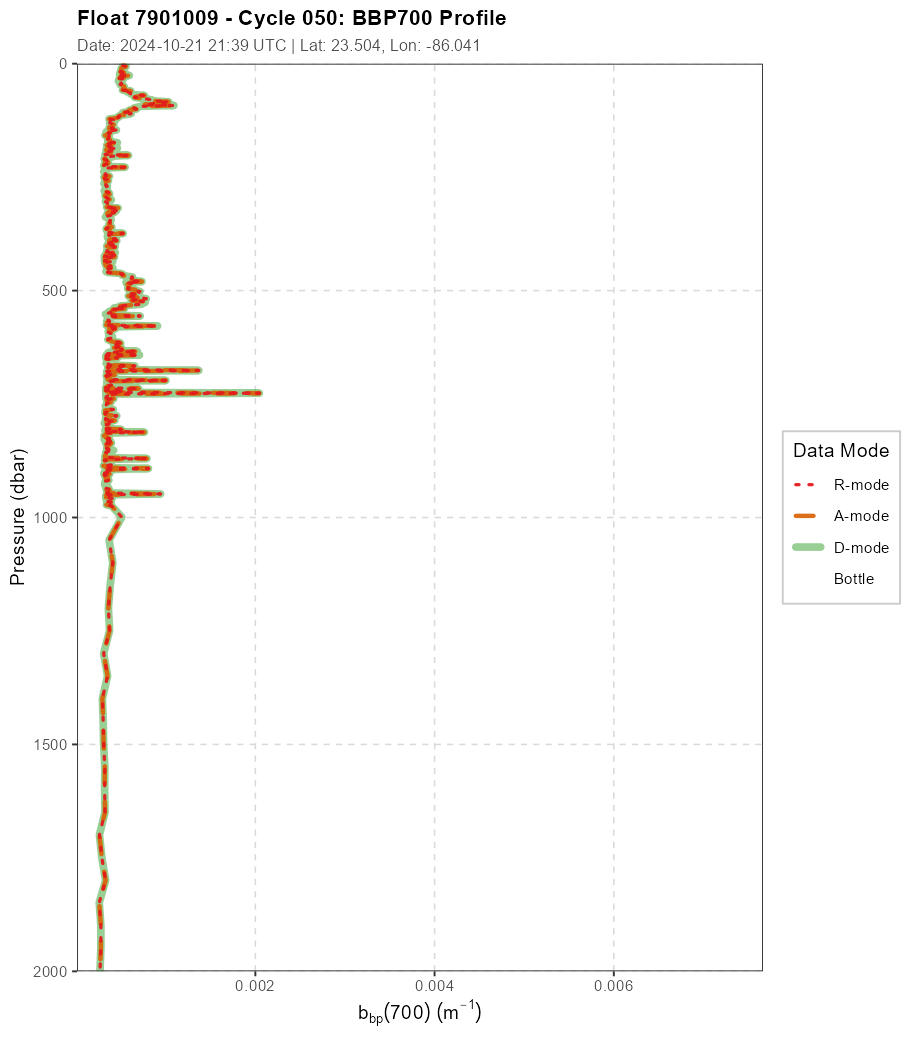 Float 7901009 - Cycle 050: BBP700 Profile
Date: 2024-10-21 21:39 UTC | Lat: 23.504, Lon: -86.041
0
500
1000
1500
2000
Pressure (dbar)
0.002
0.004
0.006
b_bp(700) (m⁻¹)
Data Mode
R-mode
A-mode
D-mode
Bottle